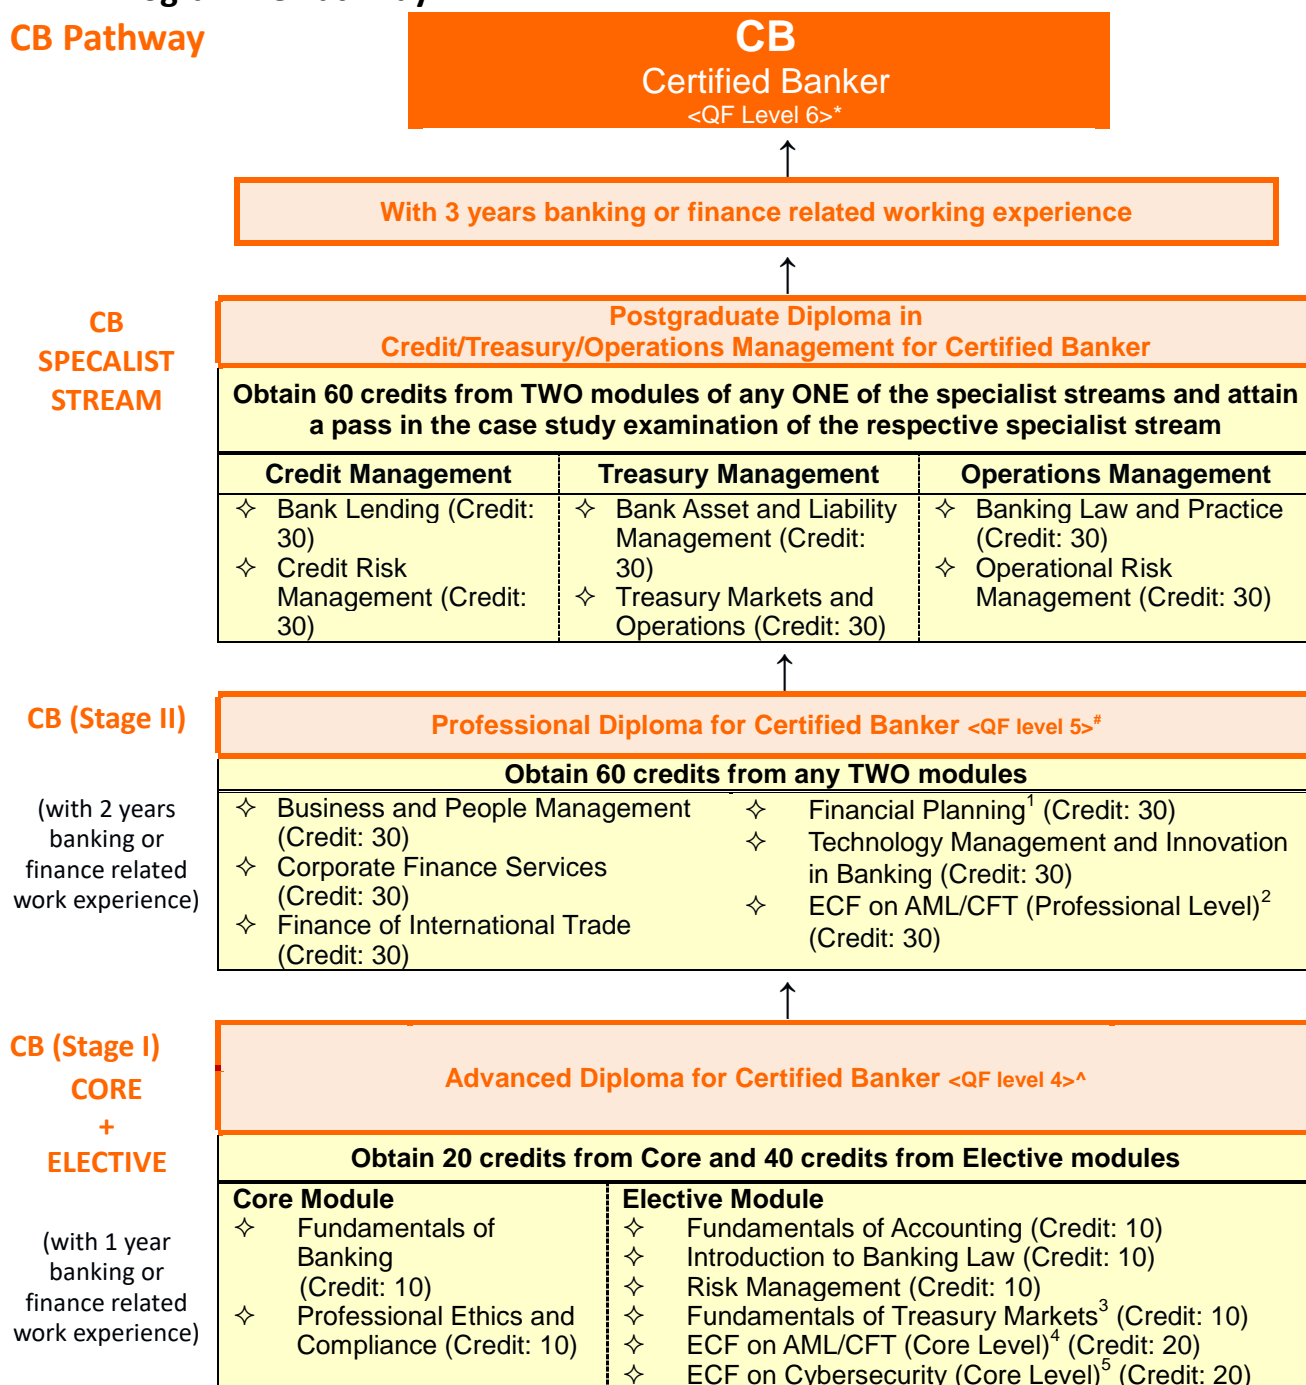 CB Pathway
CB
Certified Banker
<QF Level 6>*
↑
With 3 years banking or finance related working experience
↑
CB
SPECALIST
STREAM
Postgraduate Diploma in
Credit/Treasury/Operations Management for Certified Banker
Obtain 60 credits from TWO modules of any ONE of the specialist streams and attain
a pass in the case study examination of the respective specialist stream
Credit Management
✧ Bank Lending (Credit:
30)
✧ Credit Risk
Management (Credit:
30)
Treasury Management
✧ Bank Asset and Liability
Management (Credit:
30)
✧ Treasury Markets and
Operations (Credit: 30)
Operations Management
✧ Banking Law and Practice
(Credit: 30)
✧ Operational Risk
Management (Credit: 30)
↑
CB (Stage II)
(with 2 years
banking or
finance related
work experience)
Professional Diploma for Certified Banker <QF level 5>#
Obtain 60 credits from any TWO modules
✧ Business and People Management
(Credit: 30)
✧ Corporate Finance Services
(Credit: 30)
✧ Finance of International Trade
(Credit: 30)
✧ Financial Planning1 (Credit: 30)
✧ Technology Management and Innovation
in Banking (Credit: 30)
✧ ECF on AML/CFT (Professional Level)2
(Credit: 30)
↑
CB (Stage I)
CORE
+
ELECTIVE
(with 1 year
banking or
finance related
work experience)
Advanced Diploma for Certified Banker <QF level 4>^
Obtain 20 credits from Core and 40 credits from Elective modules
Core Module
✧ Fundamentals of
Banking
(Credit: 10)
✧ Professional Ethics and
Compliance (Credit: 10)
Elective Module
✧ Fundamentals of Accounting (Credit: 10)
✧ Introduction to Banking Law (Credit: 10)
✧ Risk Management (Credit: 10)
✧ Fundamentals of Treasury Markets3 (Credit: 10)
✧ ECF on AML/CFT (Core Level)4 (Credit: 20)
✧ ECF on Cybersecurity (Core Level)5 (Credit: 20)